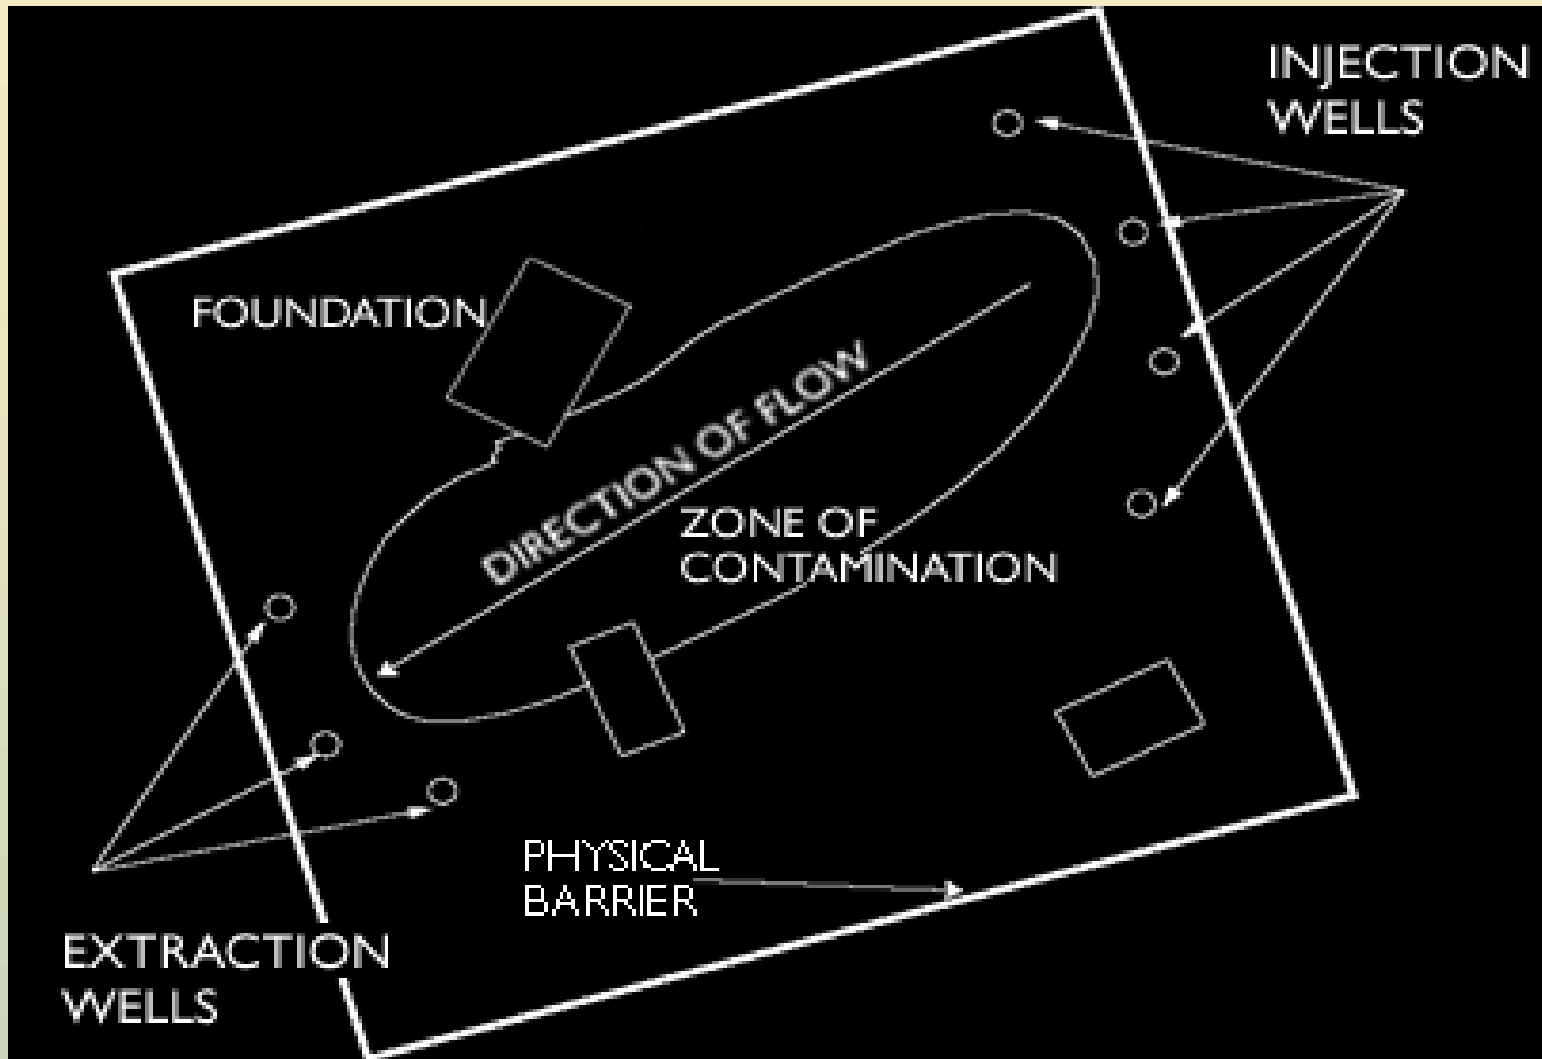 INJECTION
WELLS
FOUNDATION
DIRECTION OF FLOW
ZONE OF
CONTAMINATION
PHYSICAL
BARRIER
EXTRACTION
WELLS